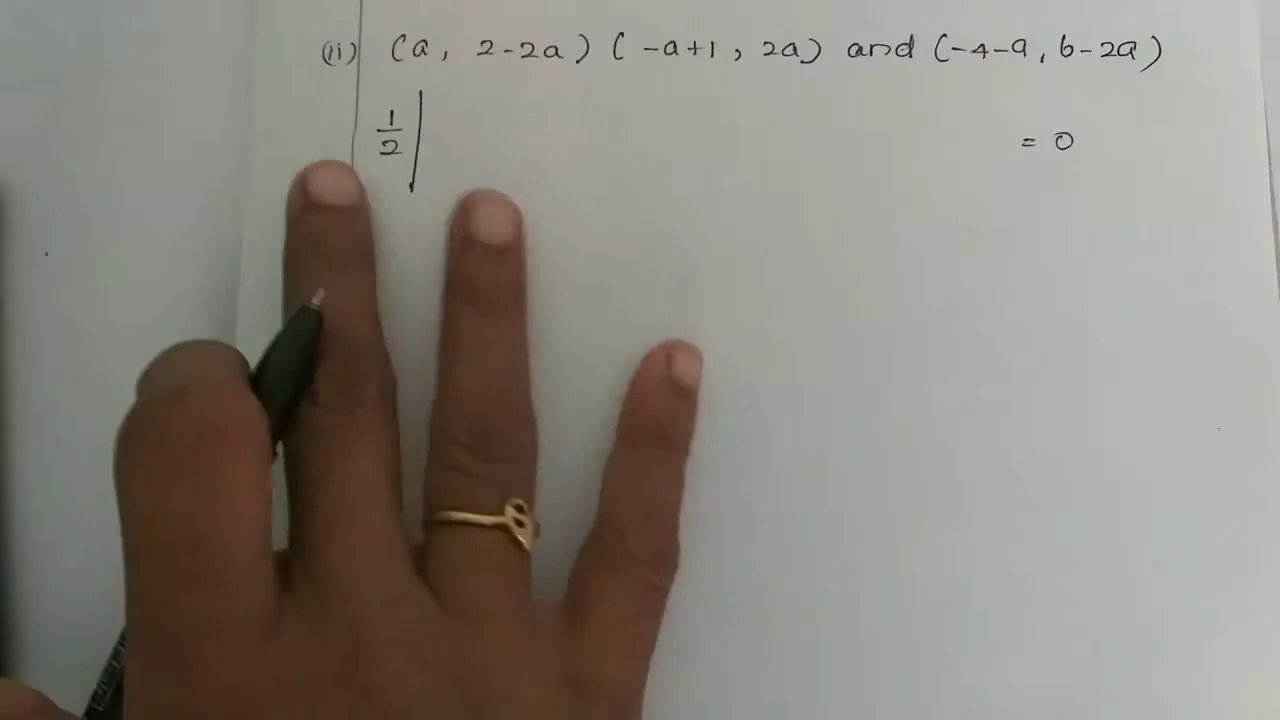 (ii) (a, 2-2a) (-a+1, 2a) and (-4-a, 6-2a)
1/2 | = 0